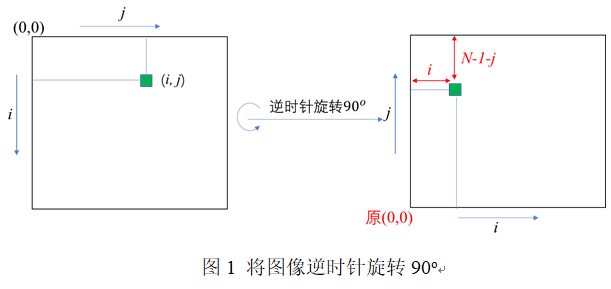 j
(0,0)
(i, j)
i
逆时针旋转90°
N-1-j
i
j
原(0,0)
i
图 1 将图像逆时针旋转 90°